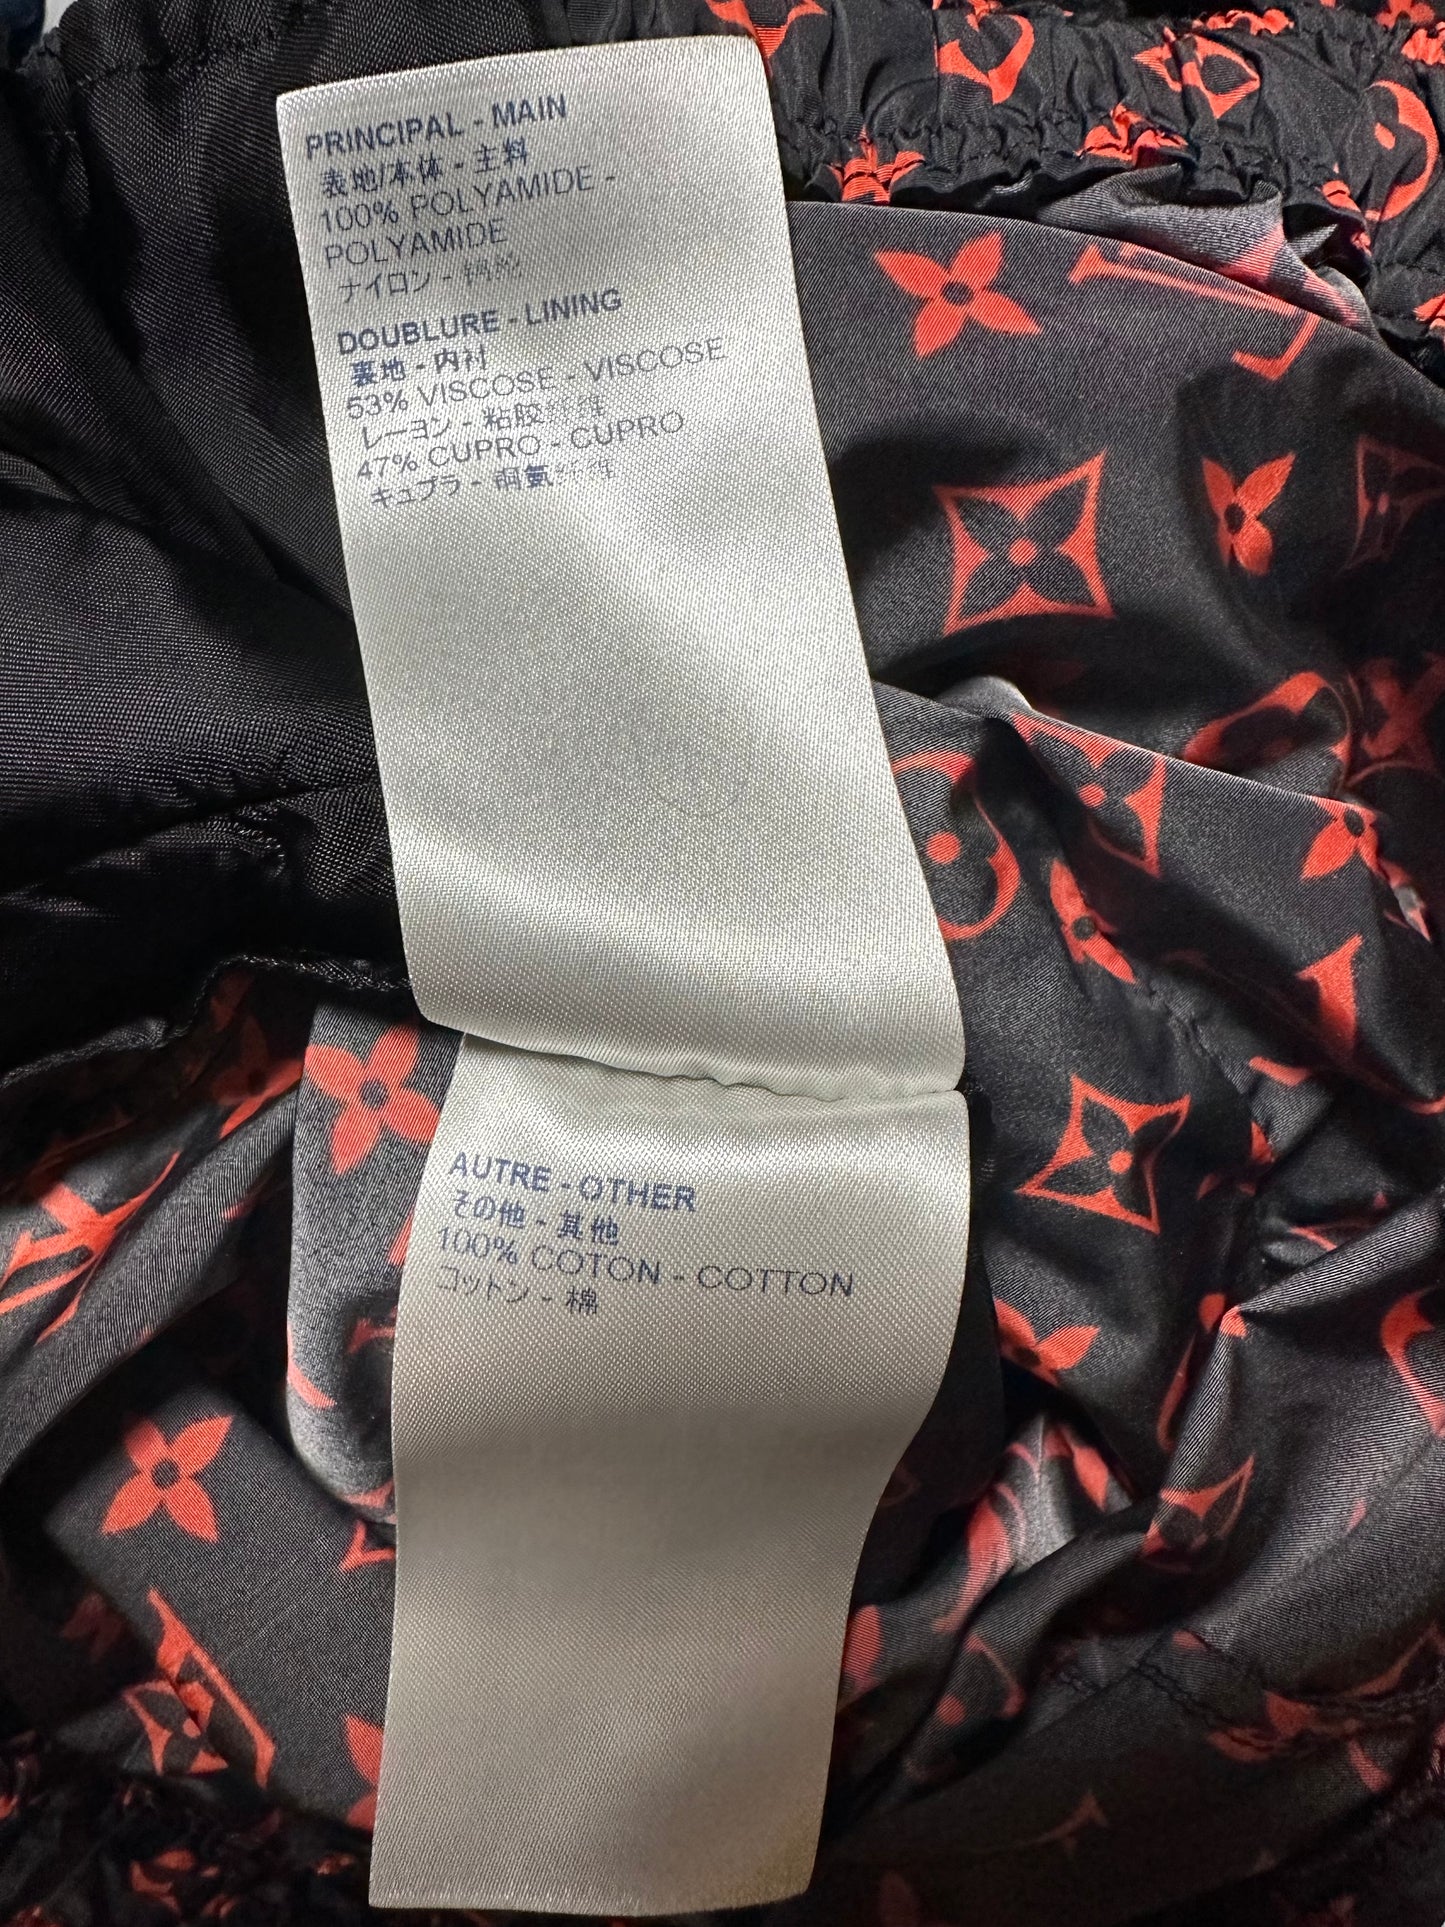 PRINCIPAL - MAIN
表地/本体 - 主料
100% POLYAMIDE -
POLYAMIDE
ナイロン - 锦纶
DOUBLURE - LINING
裏地 - 内衬
53% VISCOSE - VISCOSE
レーヨン - 粘胶纤维
47% CUPRO - CUPRO
キュプラ - 铜氨纤维
AUTRE - OTHER
その他 - 其他
100% COTON - COTTON
コットン - 棉